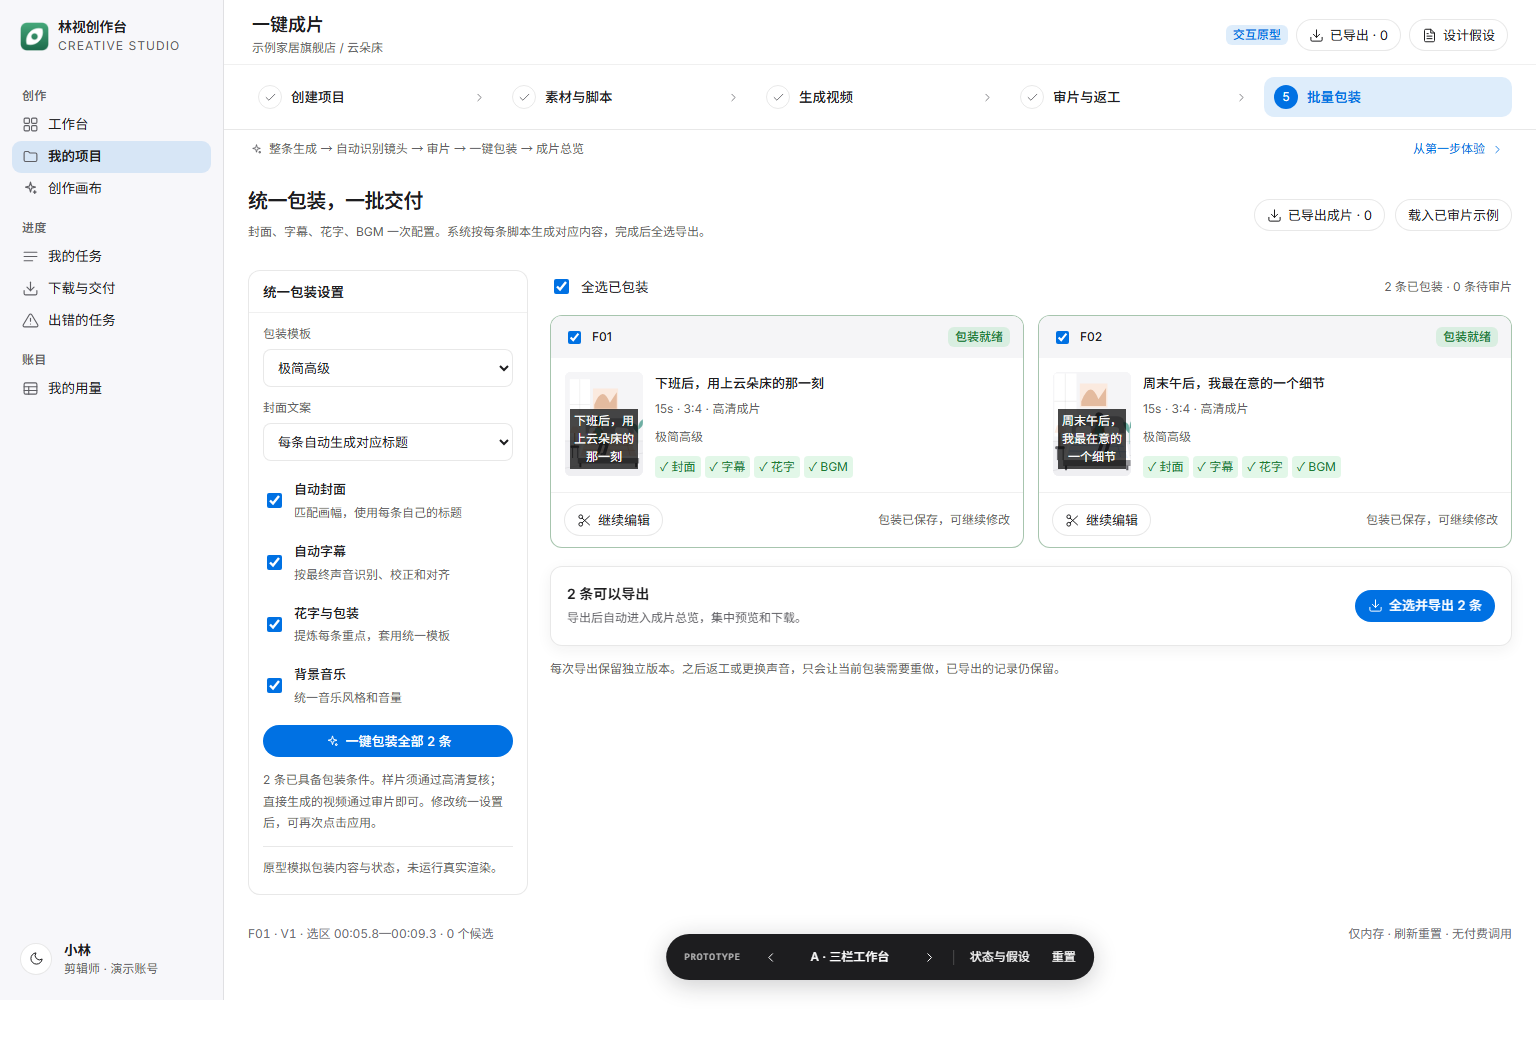 林视创作台
CREATIVE STUDIO
创作
工作台
我的项目
创作画布
进度
我的任务
下载与交付
出错的任务
账目
我的用量
小林
剪辑师 · 演示账号
一键成片
示例家居旗舰店 / 云朵床
交互原型
已导出 · 0
设计假设
创建项目
素材与脚本
生成视频
审片与返工
5 批量包装
整条生成 → 自动识别镜头 → 审片 → 一键包装 → 成片总览
从第一步体验
统一包装，一批交付
封面、字幕、花字、BGM 一次配置。系统按每条脚本生成对应内容，完成后全选导出。
已导出成片 · 0
载入已审片示例
统一包装设置
包装模板
极简高级
封面文案
每条自动生成对应标题
自动封面
匹配画幅，使用每条自己的标题
自动字幕
按最终声音识别、校正和对齐
花字与包装
提炼每条重点，套用统一模板
背景音乐
统一音乐风格和音量
一键包装全部 2 条
2 条已具备包装条件。样片须通过高清复核；
直接生成的视频通过审片即可。修改统一设置
后，可再次点击应用。
原型模拟包装内容与状态，未运行真实渲染。
全选已包装
2 条已包装 · 0 条待审片
F01
包装就绪
下班后，用
上云朵床的
那一刻
下班后，用上云朵床的那一刻
15s · 3:4 · 高清成片
极简高级
✓ 封面 ✓ 字幕 ✓ 花字 ✓ BGM
继续编辑
包装已保存，可继续修改
F02
包装就绪
周末午后，
我最在意的
一个细节
周末午后，我最在意的一个细节
15s · 3:4 · 高清成片
极简高级
✓ 封面 ✓ 字幕 ✓ 花字 ✓ BGM
继续编辑
包装已保存，可继续修改
2 条可以导出
导出后自动进入成片总览，集中预览和下载。
全选并导出 2 条
每次导出保留独立版本。之后返工或更换声音，只会让当前包装需要重做，已导出的记录仍保留。
F01 · V1 · 选区 00:05.8—00:09.3 · 0 个候选
仅内存 · 刷新重置 · 无付费调用
PROTOTYPE
A · 三栏工作台
状态与假设
重置